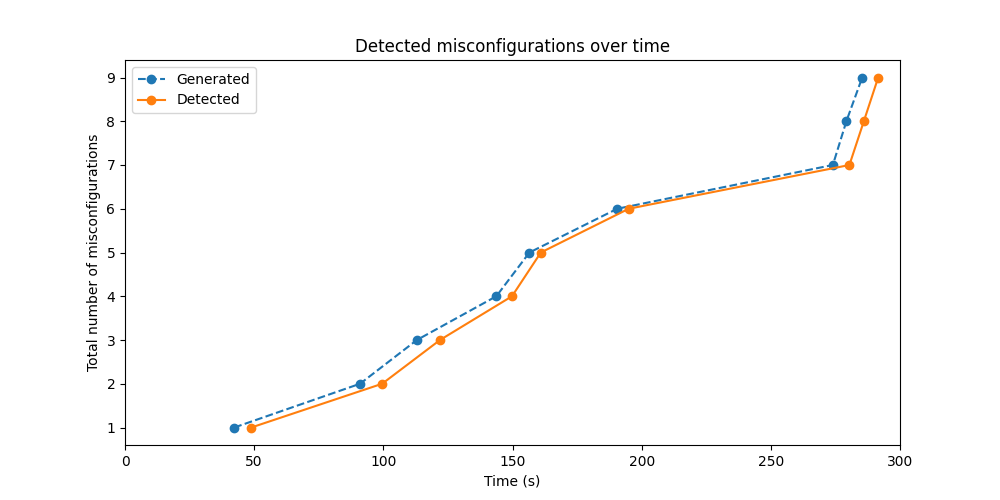 Detected misconfigurations over time
Generated
Detected
9
8
7
6
5
4
3
2
1
Total number of misconfigurations
0 50 100 150 200 250 300
Time (s)